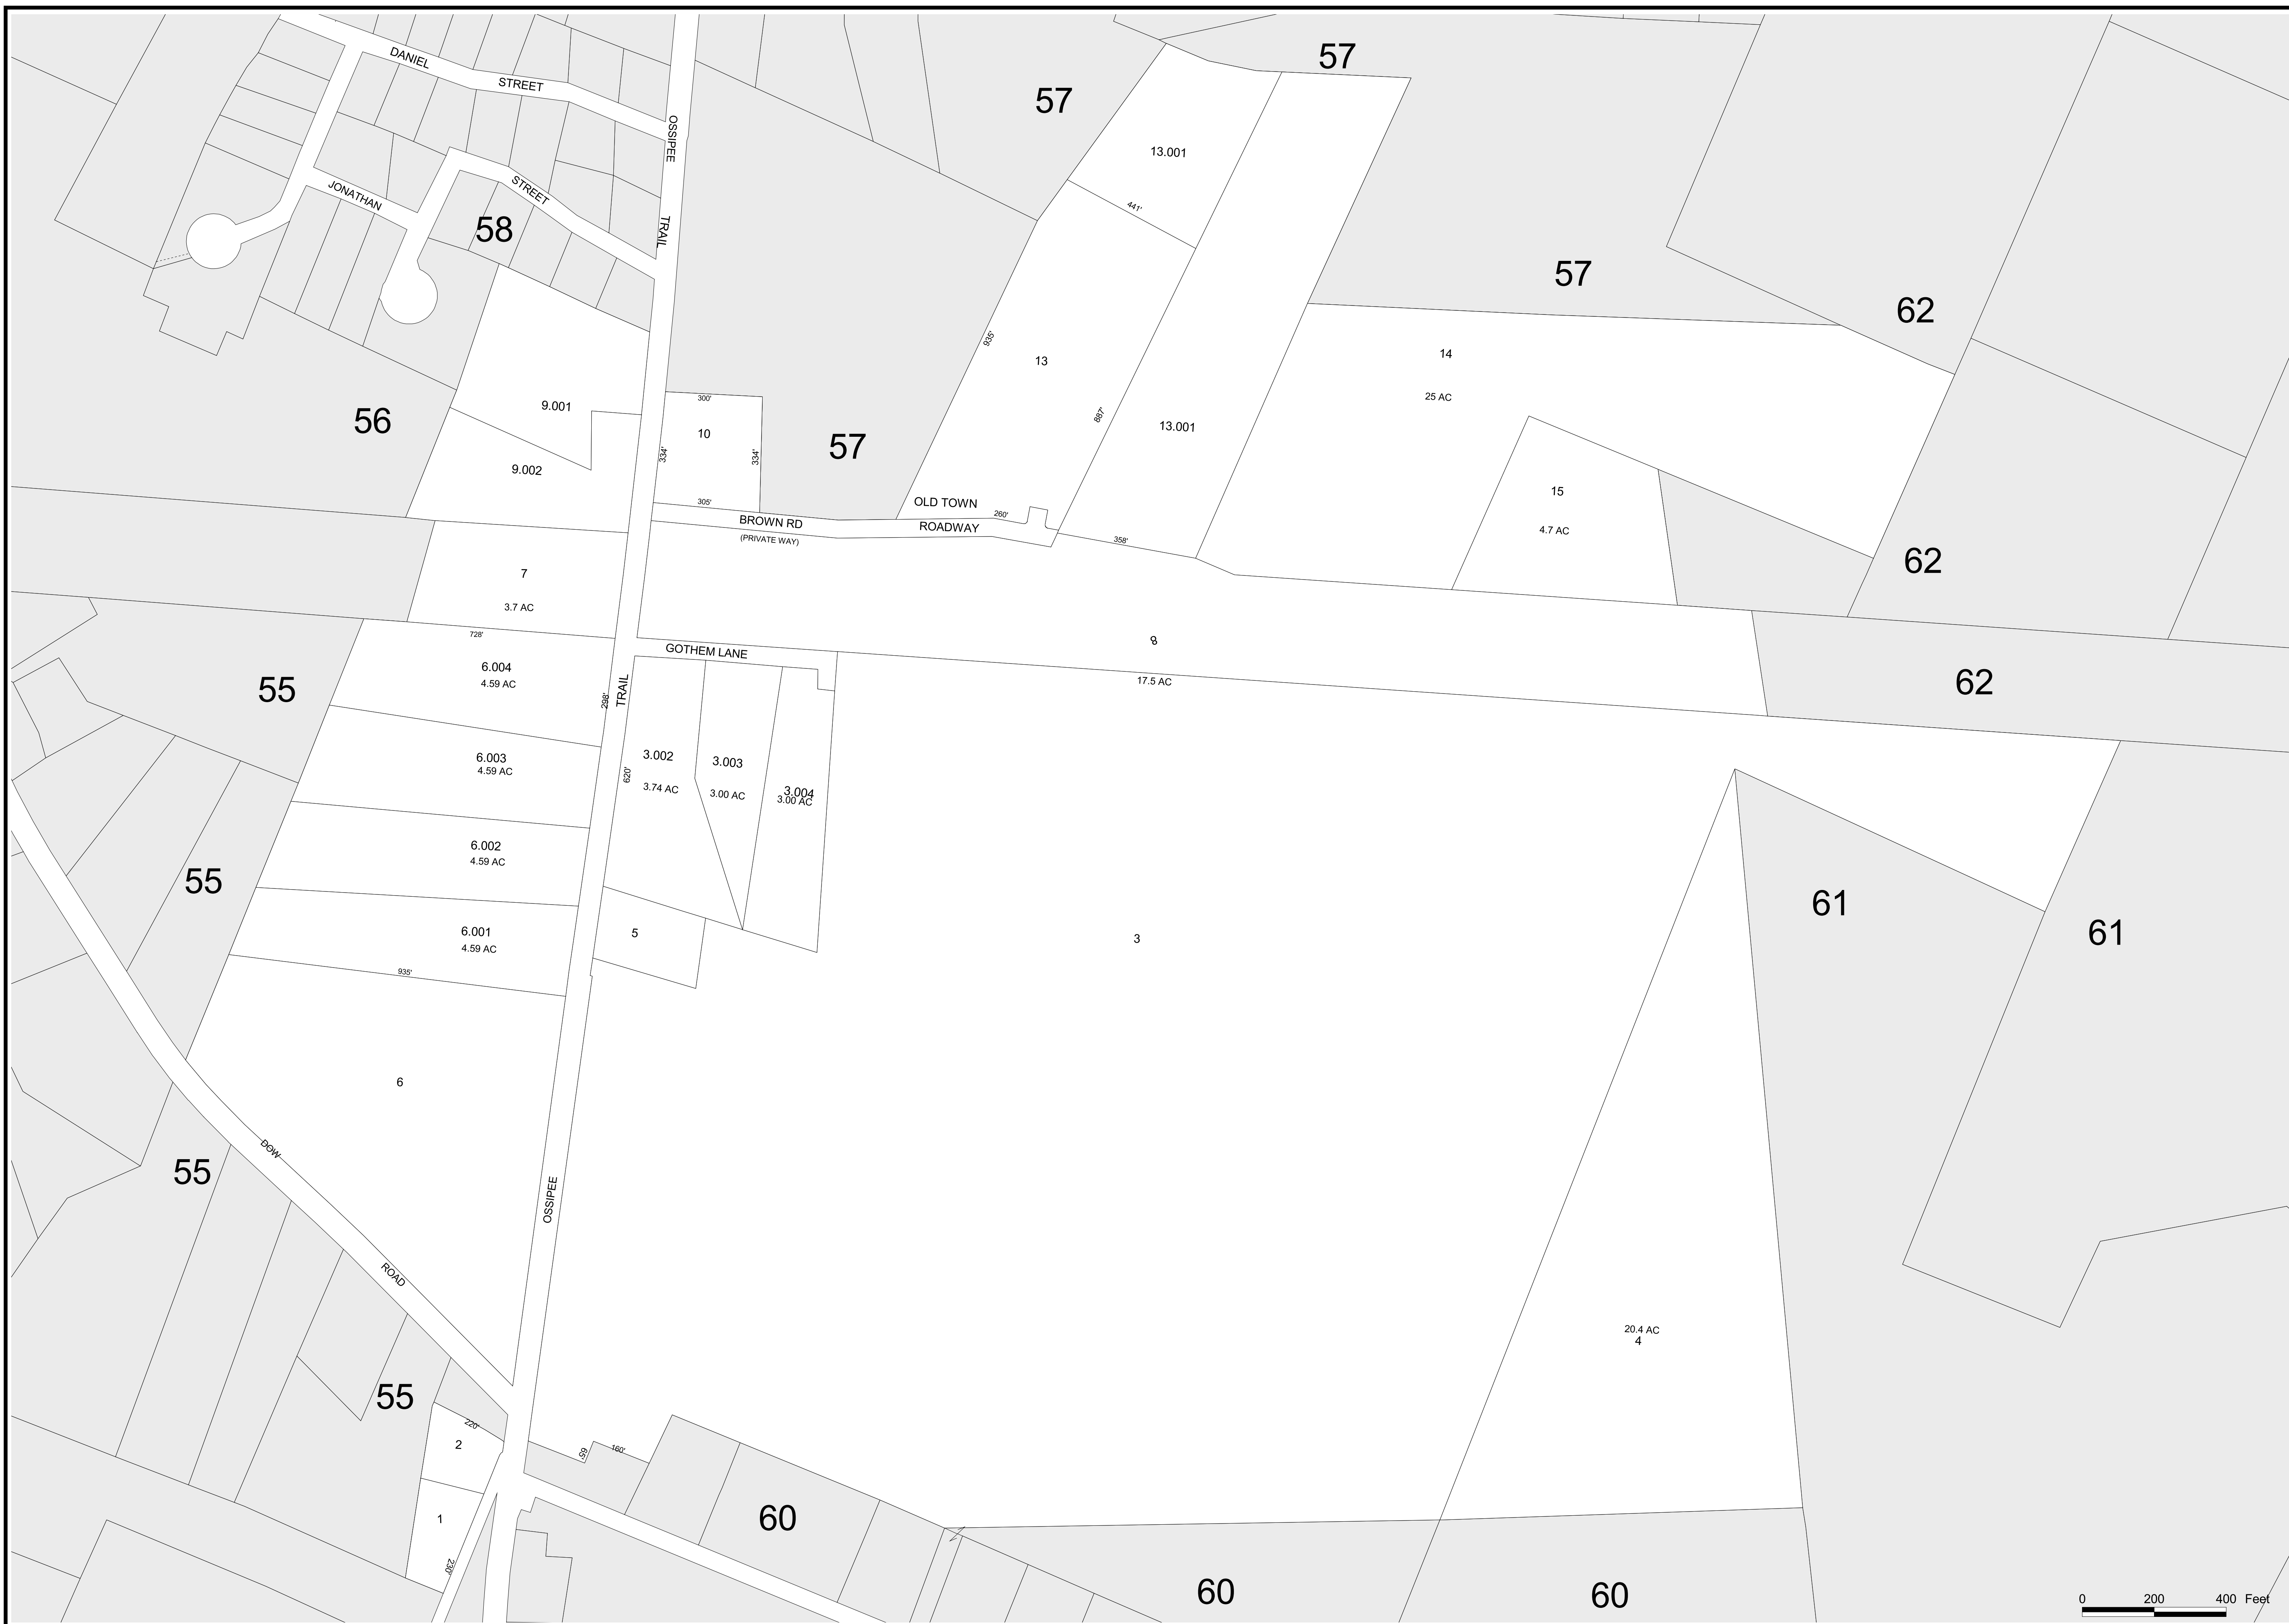 DANIEL
STREET
57
57
OSSIPEE
13.001
JONATHAN
STREET
441'
58
TRAIL
57
62
935'
13
14
300'
25 AC
9.001
56
10
887'
13.001
57
334'
334'
9.002
15
305'
OLD TOWN
260'
BROWN RD
ROADWAY
4.7 AC
(PRIVATE WAY)
358'
62
7
3.7 AC
728'
8
GOTHEM LANE
6.004
4.59 AC
17.5 AC
62
55
298'
TRAIL
3.002
6.003
3.003
4.59 AC
620'
3.74 AC
3.00 AC
3.004
3.00 AC
6.002
4.59 AC
55
61
6.001
5
3
61
4.59 AC
935'
6
DOW
55
OSSIPEE
ROAD
20.4 AC
4
55
220'
2
65'
160'
1
60
230'
60
60
0 200 400 Feet